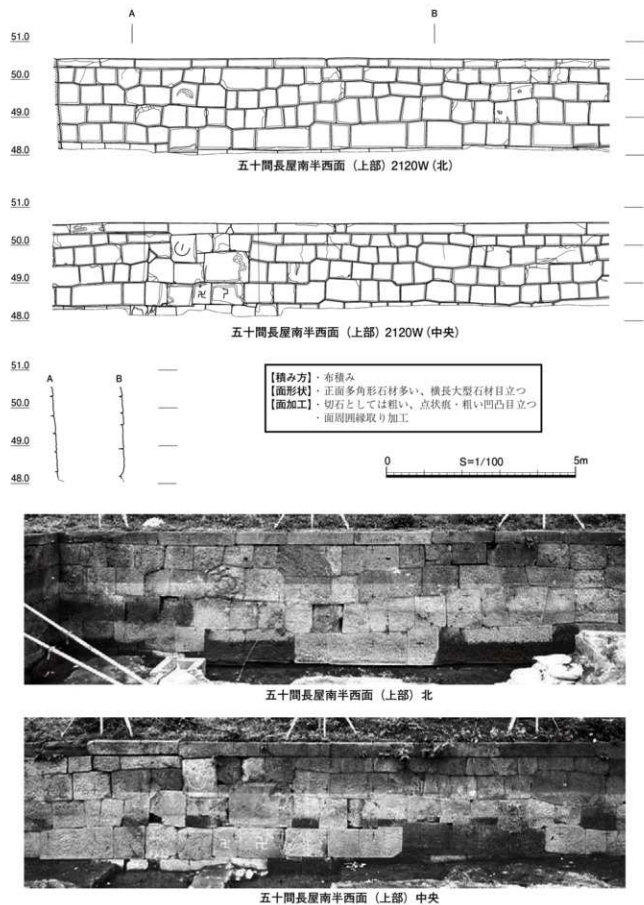 A B
51.0
50.0
49.0
48.0
五十間長屋南半西面（上部）2120W（北）
51.0
50.0
49.0
48.0
卍 卍
五十間長屋南半西面（上部）2120W（中央）
A B
51.0
50.0
49.0
48.0
【積み方】・布積み
【面形状】・正面多角形石材多い、横長大型石材目立つ
【面加工】・切石としては粗い、点状痕・粗い凹凸目立つ
・面周囲縁取り加工
0 S=1/100 5m
五十間長屋南半西面（上部）北
卍 卍
五十間長屋南半西面（上部）中央